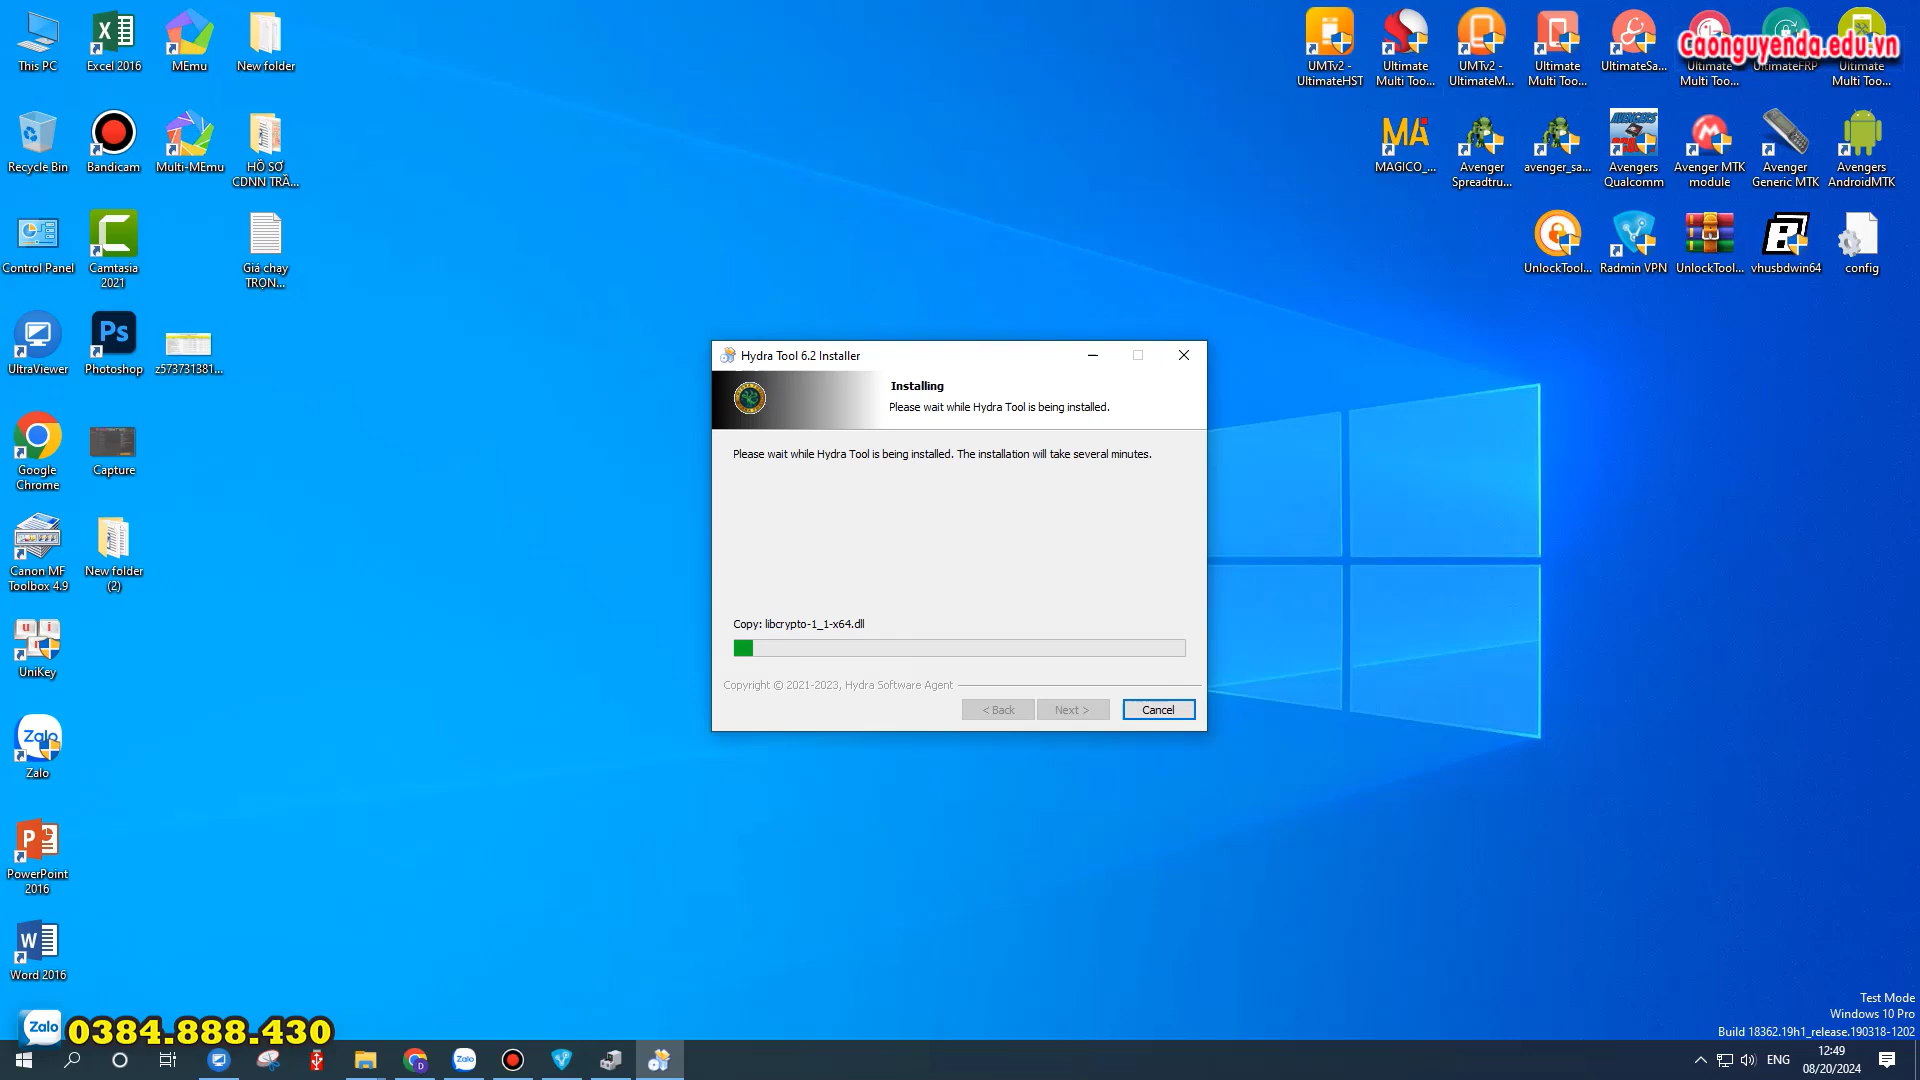 This PC
Excel 2016
MEmu
New folder
UMTv2 -
UltimateHST
Ultimate
Multi Too...
UMTv2 -
UltimateM...
Ultimate
Multi Too...
UltimateSa...
Ultimate
Multi Too...
UltimateFRP
Ultimate
Multi Too...
Caonguyenda.edu.vn
Recycle Bin
Bandicam
Multi-MEmu
HỒ SƠ
CDNN TRẦ...
MAGICO_...
Avenger
Spreadtru...
avenger_sa...
Avengers
Qualcomm
Avenger MTK
module
Avenger
Generic MTK
Avengers
AndroidMTK
Control Panel
Camtasia
2021
Giá chạy
TRỌN...
UnlockTool...
Radmin VPN
UnlockTool...
vhusbdwin64
config
UltraViewer
Photoshop
z573731381...
Hydra Tool 6.2 Installer
Installing
Please wait while Hydra Tool is being installed.
Please wait while Hydra Tool is being installed. The installation will take several minutes.
Copy: libcrypto-1_1-x64.dll
Copyright © 2021-2023, Hydra Software Agent
< Back
Next >
Cancel
Google
Chrome
Capture
Canon MF
Toolbox 4.9
New folder
(2)
UniKey
Zalo
PowerPoint
2016
Word 2016
Zalo
0384.888.430
Test Mode
Windows 10 Pro
Build 18362.19h1_release.190318-1202
ENG
12:49
08/20/2024